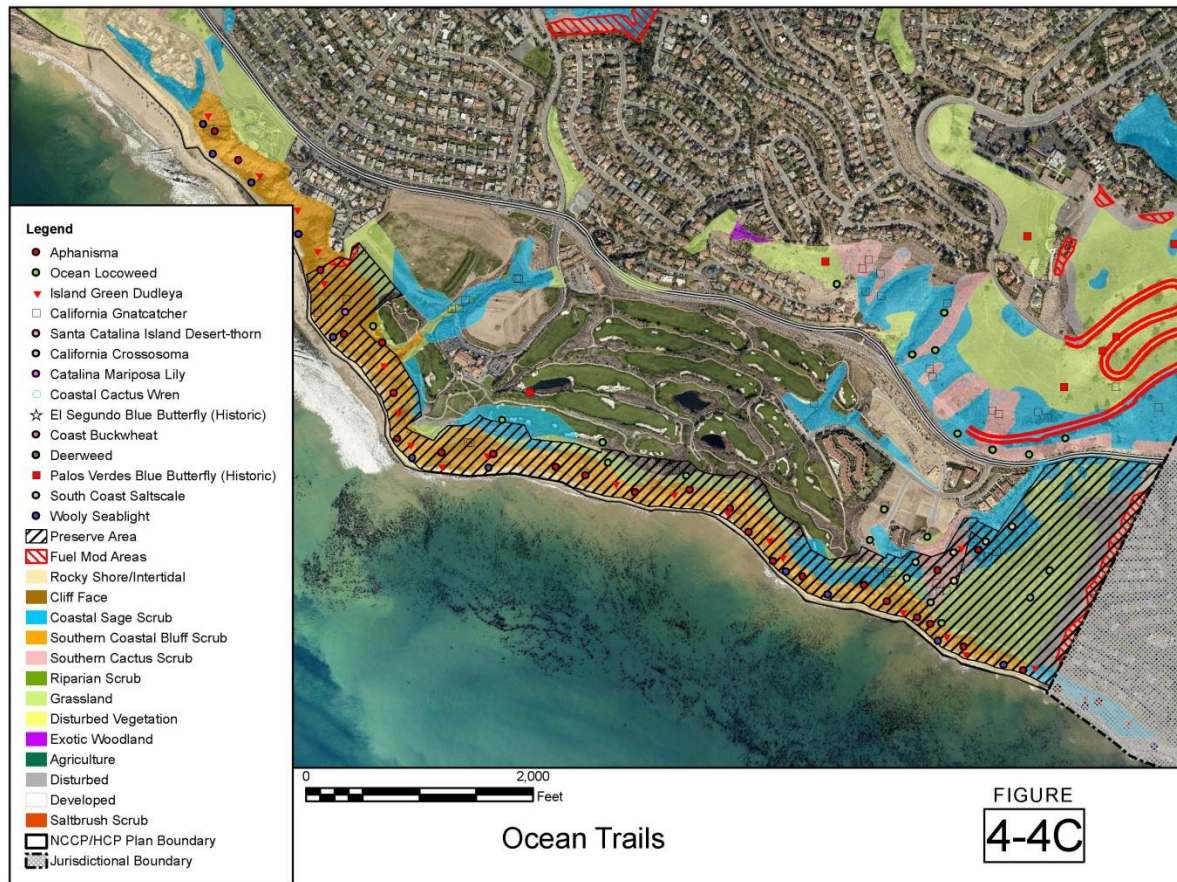 Legend
Aphanisma
Ocean Locoweed
Island Green Dudleya
California Gnatcatcher
Santa Catalina Island Desert-thorn
California Crossosoma
Catalina Mariposa Lily
Coastal Cactus Wren
El Segundo Blue Butterfly (Historic)
Coast Buckwheat
Deerweed
Palos Verdes Blue Butterfly (Historic)
South Coast Saltscale
Wooly Seablight
Preserve Area
Fuel Mod Areas
Rocky Shore/Intertidal
Cliff Face
Coastal Sage Scrub
Southern Coastal Bluff Scrub
Southern Cactus Scrub
Riparian Scrub
Grassland
Disturbed Vegetation
Exotic Woodland
Agriculture
Disturbed
Developed
Saltbrush Scrub
NCCP/HCP Plan Boundary
Jurisdictional Boundary
0 2,000
Feet
Ocean Trails
FIGURE
4-4C